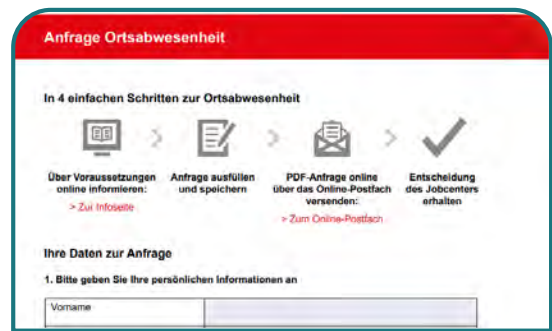 Anfrage Ortsabwesenheit
In 4 einfachen Schritten zur Ortsabwesenheit
Über Voraussetzungen
online informieren:
> Zur Infoseite
Anfrage ausfüllen
und speichern
PDF-Anfrage online
über das Online-Postfach
versenden:
> Zum Online-Postfach
Entscheidung
des Jobcenters
erhalten
Ihre Daten zur Anfrage
1. Bitte geben Sie Ihre persönlichen Informationen an
Vorname